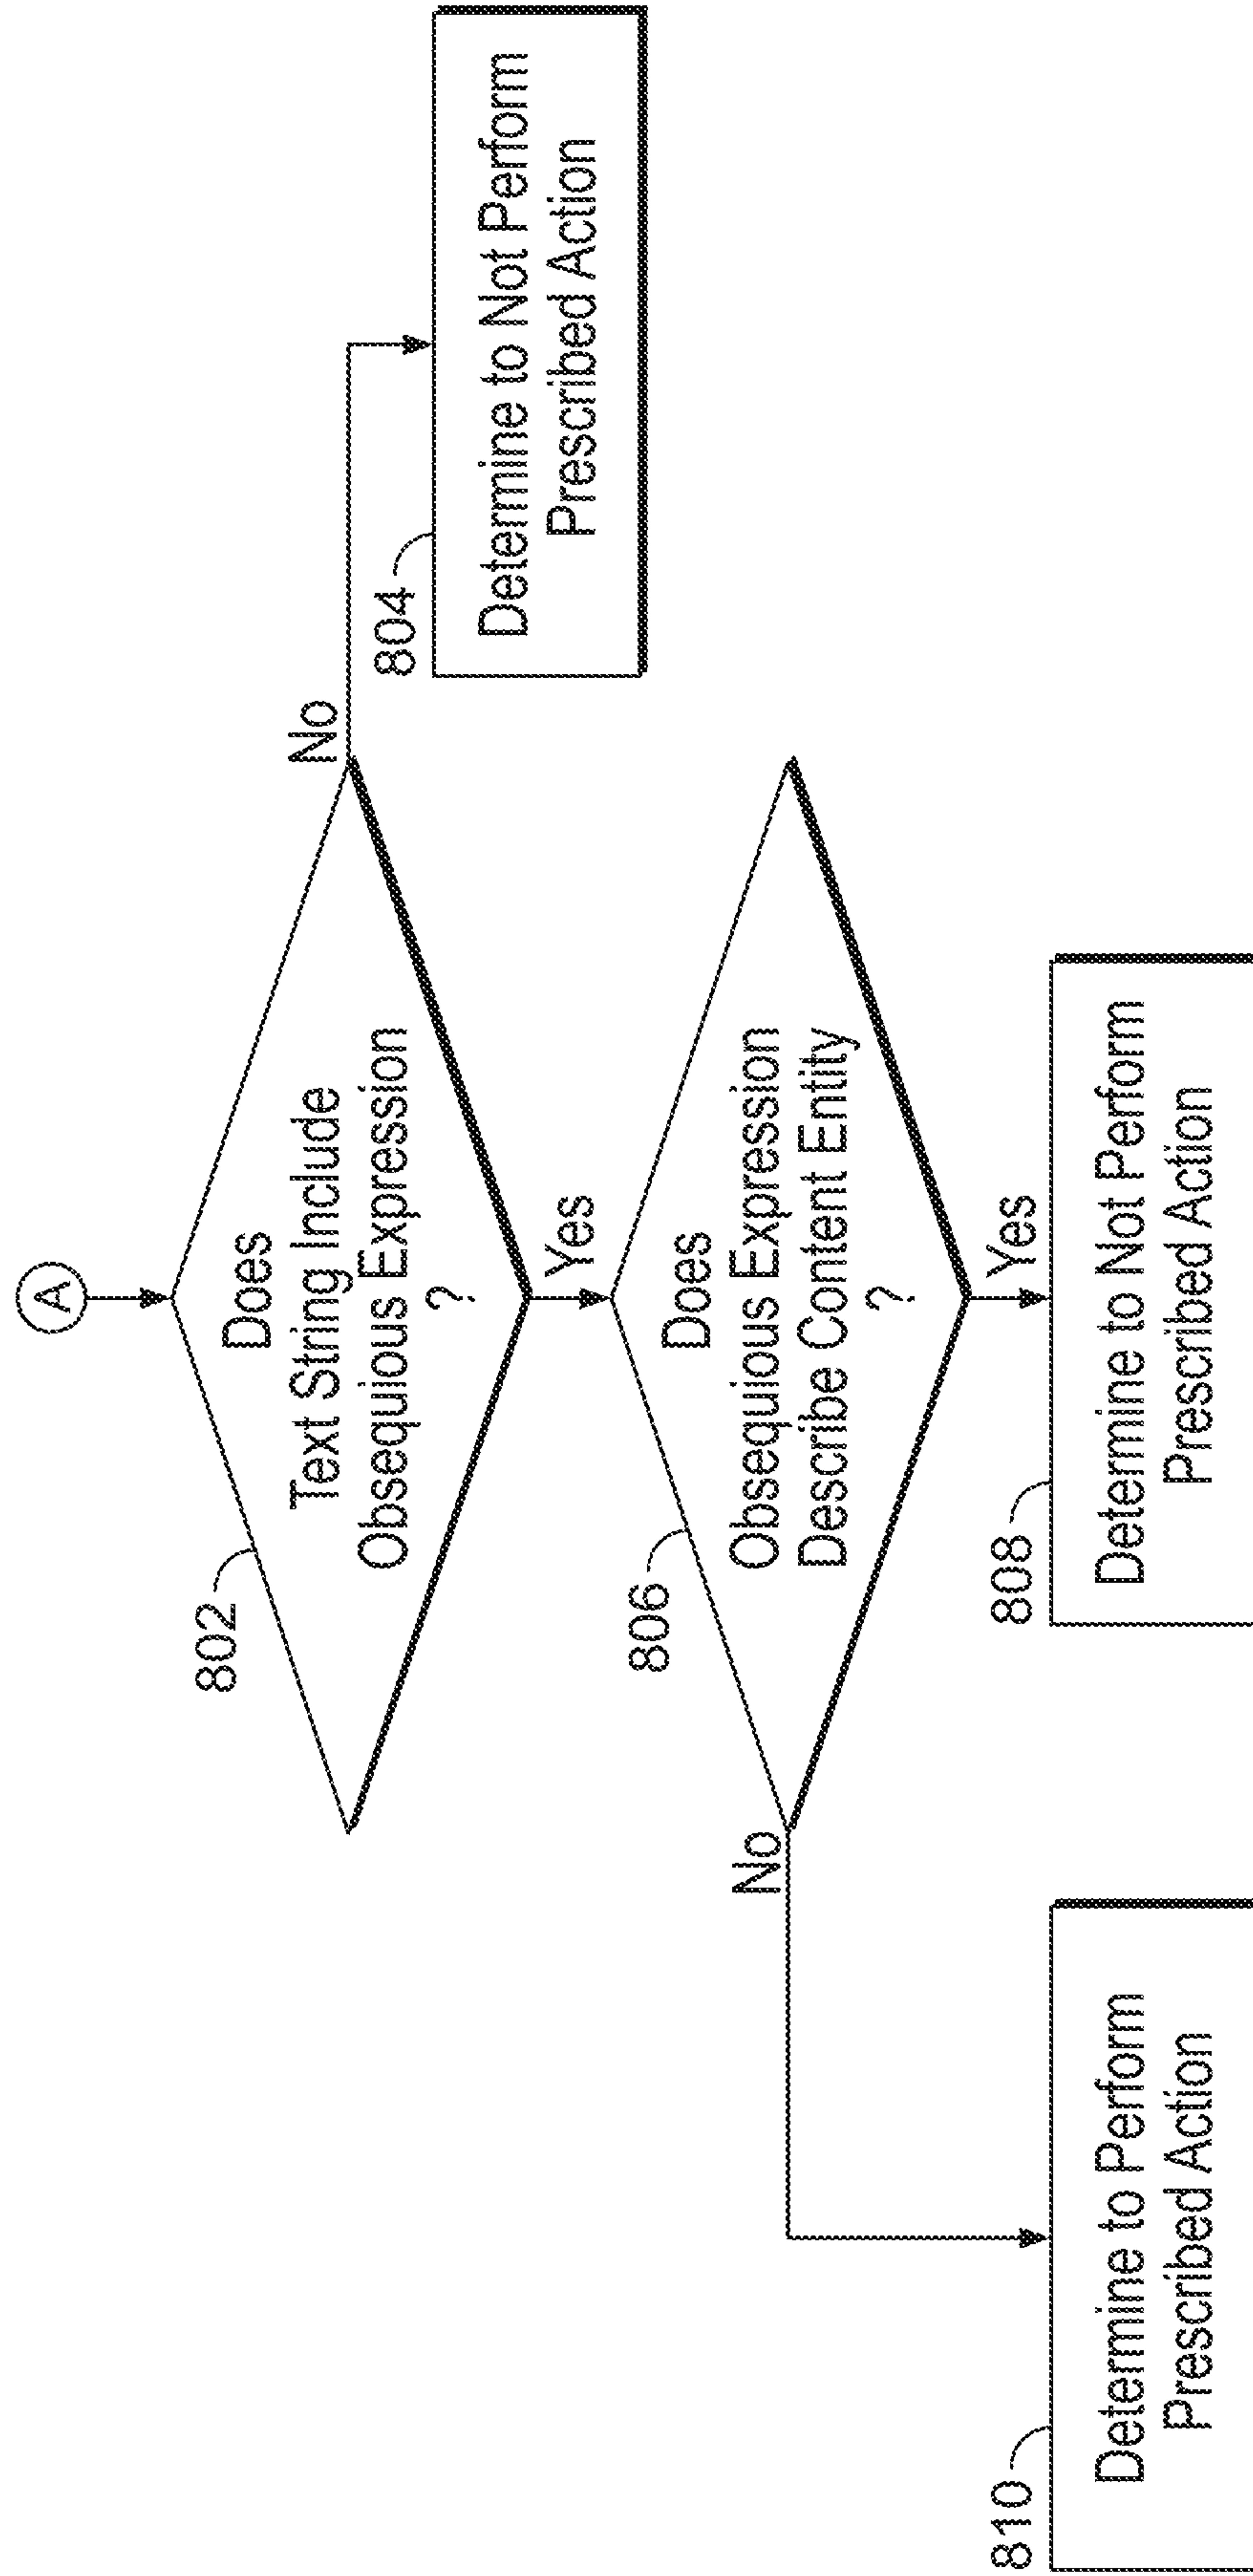 A
802
Does
Text String Include
Obsequious Expression
?
No
804
Determine to Not Perform
Prescribed Action
Yes
806
Does
Obsequious Expression
Describe Content Entity
?
No
Yes
810
Determine to Perform
Prescribed Action
808
Determine to Not Perform
Prescribed Action